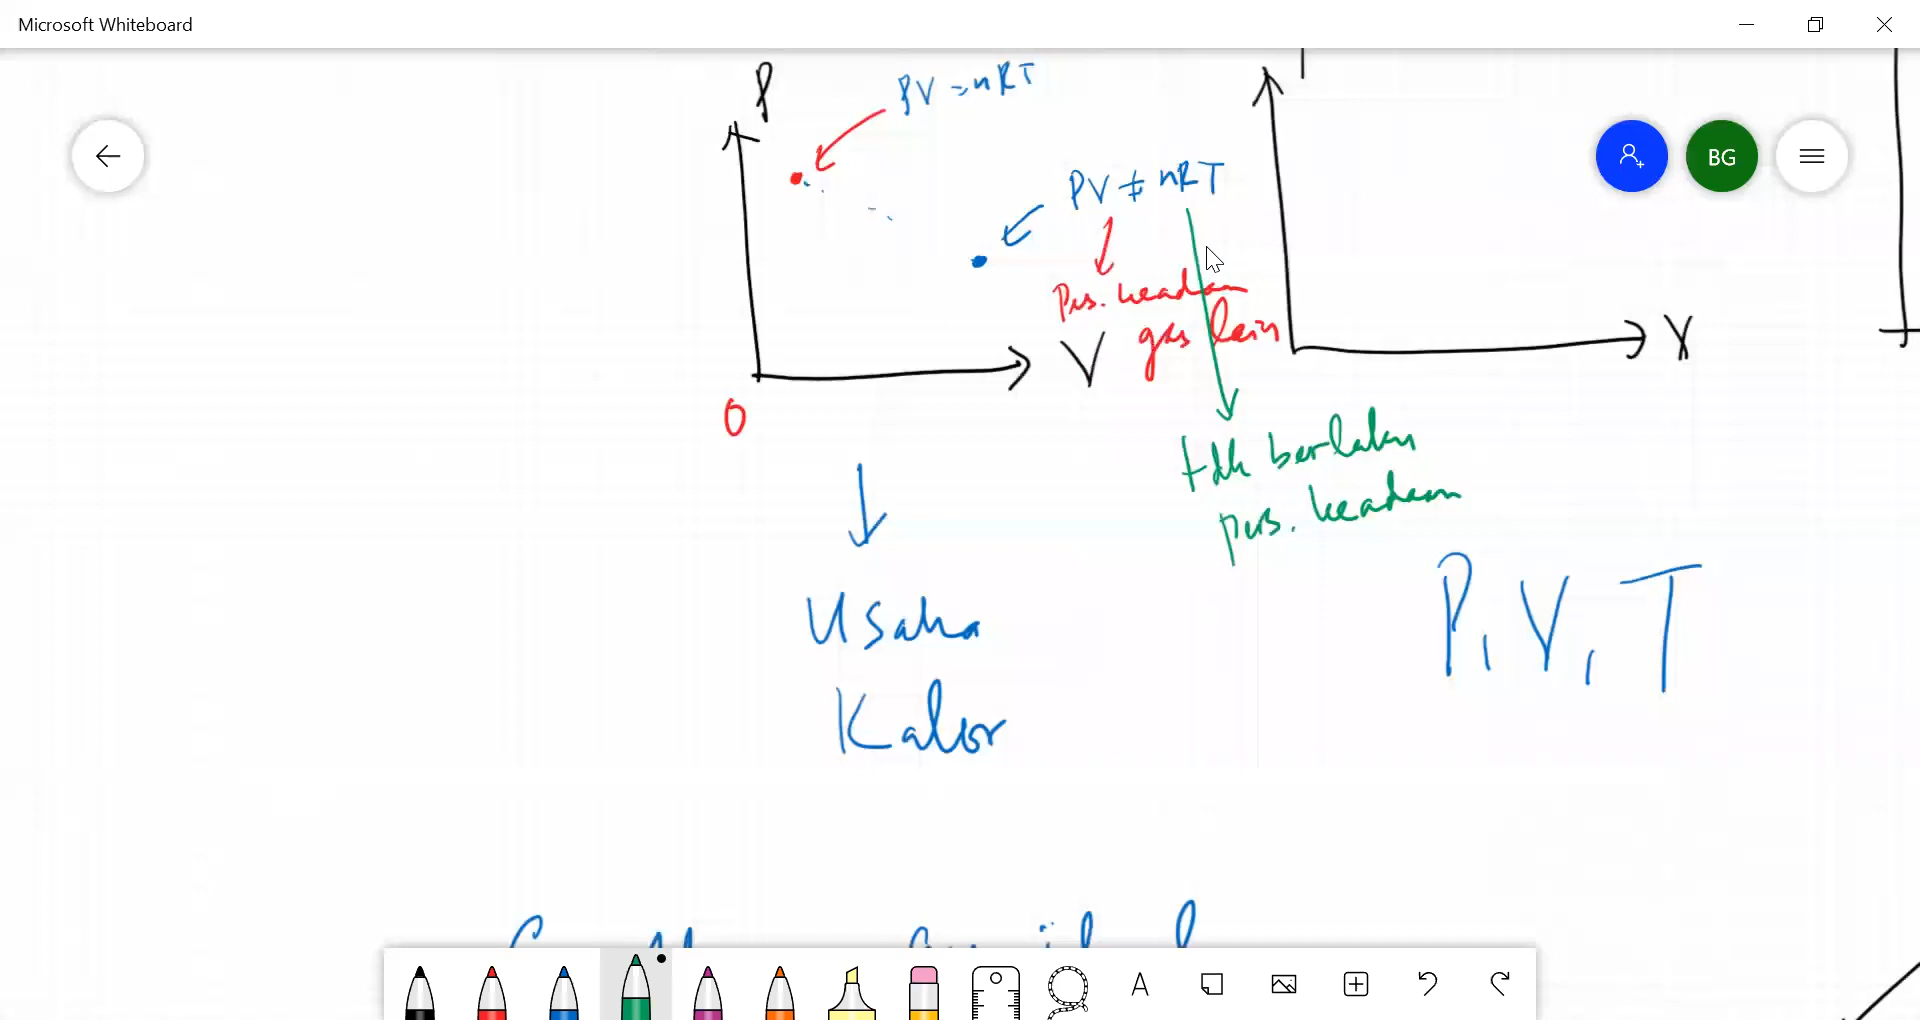 Microsoft Whiteboard
P
PV = nRT
BG
PV ≠ nRT
Pers. keadaan
gas lain
V
X
0
tdk berlaku
pers. keadaan
Usaha
Kalor
P, V, T
A